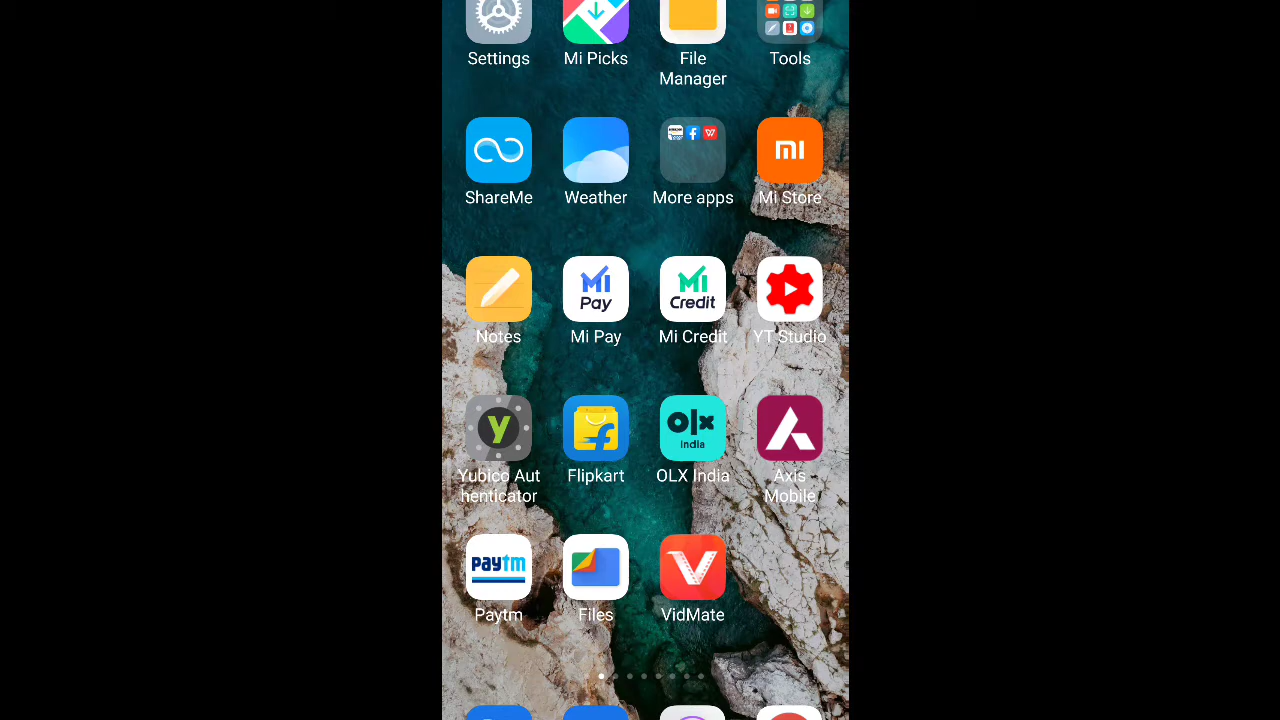 Settings
Mi Picks
File
Manager
Tools
ShareMe
Weather
More apps
mi
Mi Store
Notes
Mi Pay
Mi Pay
Mi Credit
Mi Credit
YT Studio
y
Yubico Aut
henticator
Flipkart
olx
India
OLX India
Axis
Mobile
paytm
Paytm
Files
VidMate